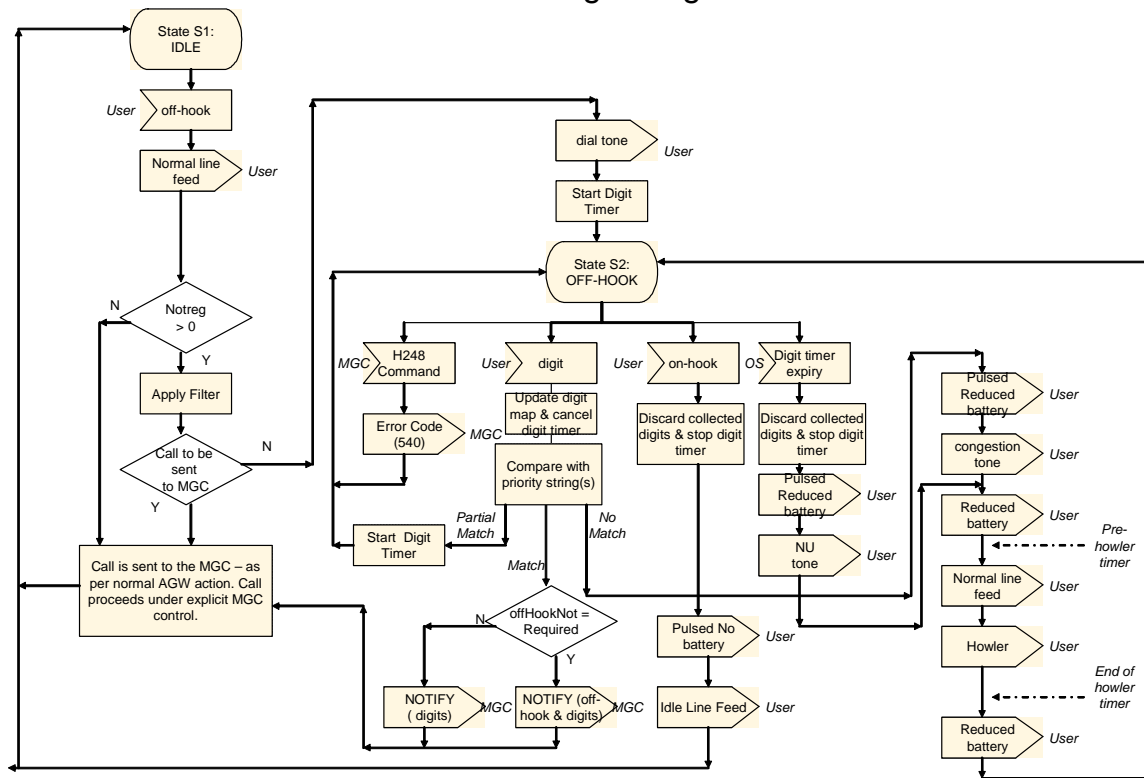 State S1:
IDLE
User
off-hook
Normal line
feed
User
Notreg
> 0
N
Y
Apply Filter
Call to be
sent
to MGC
N
Y
Call is sent to the MGC – as
per normal AGW action. Call
proceeds under explicit MGC
control.
dial tone
User
Start Digit
Timer
State S2:
OFF-HOOK
MGC
H248
Command
Error Code
(540)
MGC
User
digit
Update digit
map & cancel
digit timer
Compare with
priority string(s)
Partial
Match
Start Digit
Timer
Match
No
Match
offHookNot =
Required
N
Y
NOTIFY
( digits)
MGC
NOTIFY (off-
hook & digits)
MGC
User
on-hook
Discard collected
digits & stop digit
timer
Pulsed No
battery
User
Idle Line Feed
User
OS
Digit timer
expiry
Discard collected
digits & stop digit
timer
Pulsed
Reduced
battery
User
NU
tone
User
Pulsed
Reduced
battery
User
congestion
tone
User
Reduced
battery
User
Pre-
howler
timer
Normal line
feed
User
Howler
User
End of
howler
timer
Reduced
battery
User